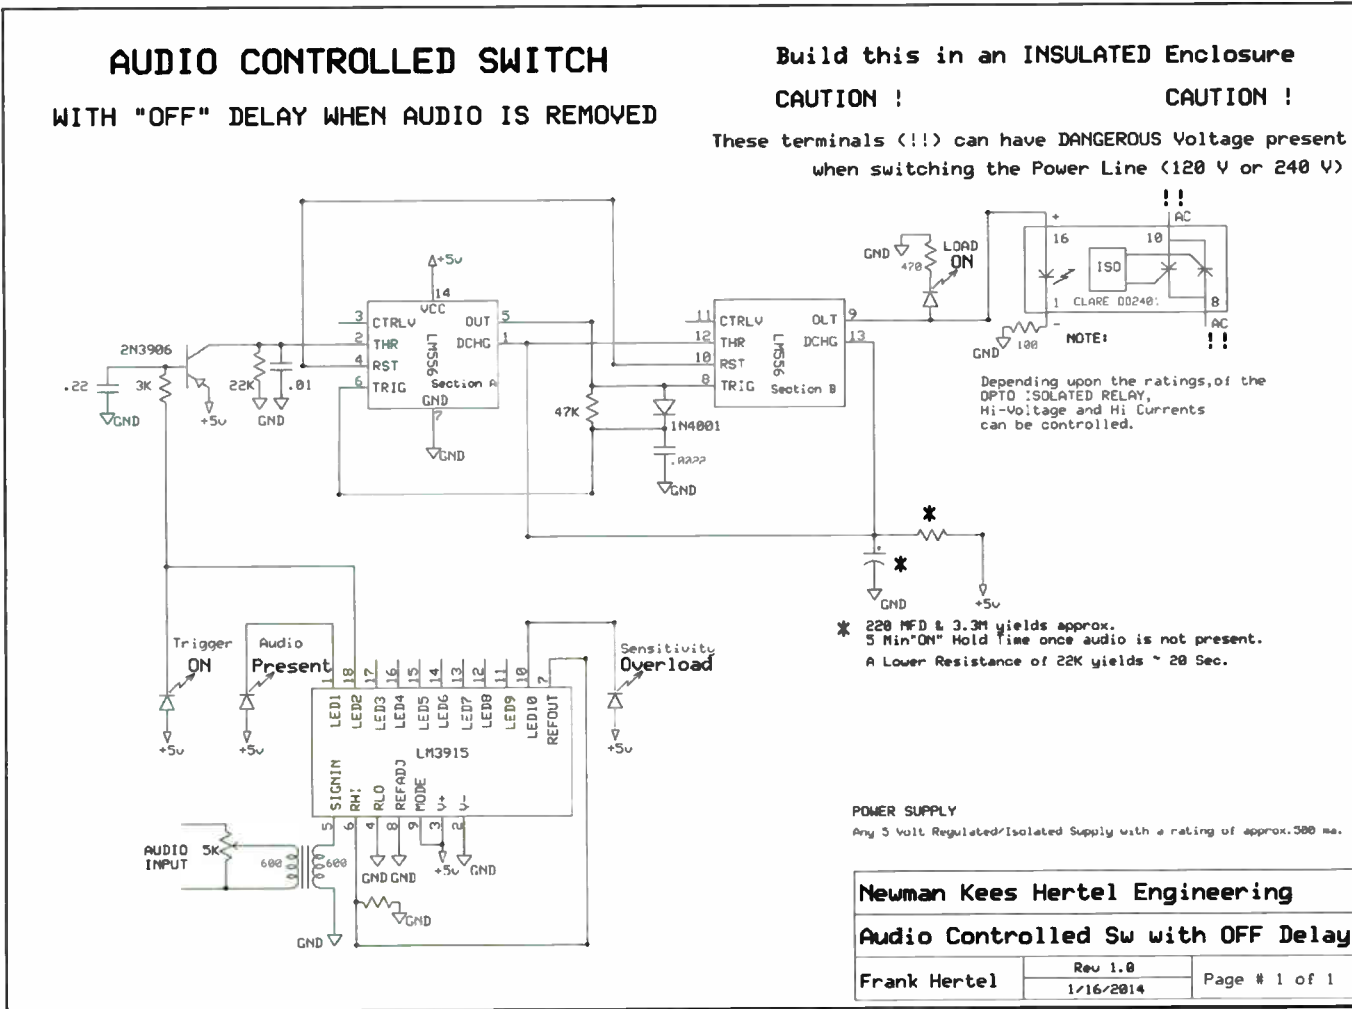 AUDIO CONTROLLED SWITCH
WITH "OFF" DELAY WHEN AUDIO IS REMOVED
Build this in an INSULATED Enclosure
CAUTION ! CAUTION !
These terminals (!!) can have DANGEROUS Voltage present
when switching the Power Line (120 V or 240 V)
!!
AC
+
16 10
ISO
1 CLARE 8
- AC
!!
100
GND
NOTE:
Depending upon the ratings,of the
OPTO ISOLATED RELAY,
Hi-Voltage and Hi Currents
can be controlled.
GND
470
LOAD
ON
+5v
14
VCC
3 CTRLV OUT 5
2 THR DCHG 1
4 RST
6 TRIG
LM556
Section A
GND
7
GND
11 CTRLV OUT 9
12 THR DCHG 13
10 RST
8 TRIG
LM556
Section B
2N3906
.22
3K
22K
.01
GND
+5v
GND
47K
1N4001
.0022
GND
*
*
GND
+5v
* 220 MFD & 3.3M yields approx.
5 Min"ON" Hold Time once audio is not present.
A Lower Resistance of 22K yields ~ 20 Sec.
Trigger
ON
+5v
Audio
Present
+5v
Sensitivity
Overload
+5v
1 18 17 16 15 14 13 12 11 10 7
LED1 LED2 LED3 LED4 LED5 LED6 LED7 LED8 LED9 LED10 REFOUT
LM3915
SIGNIN RHI RLO REFADJ MODE V+ V-
5 6 4 8 9 3 2
GND GND +5v GND
AUDIO
INPUT
5K
600 600
GND
GND
POWER SUPPLY
Any 5 Volt Regulated/Isolated Supply with a rating of approx.500 ma.
Newman Kees Hertel Engineering
Audio Controlled Sw with OFF Delay
Frank Hertel
Rev 1.0
1/16/2014
Page # 1 of 1